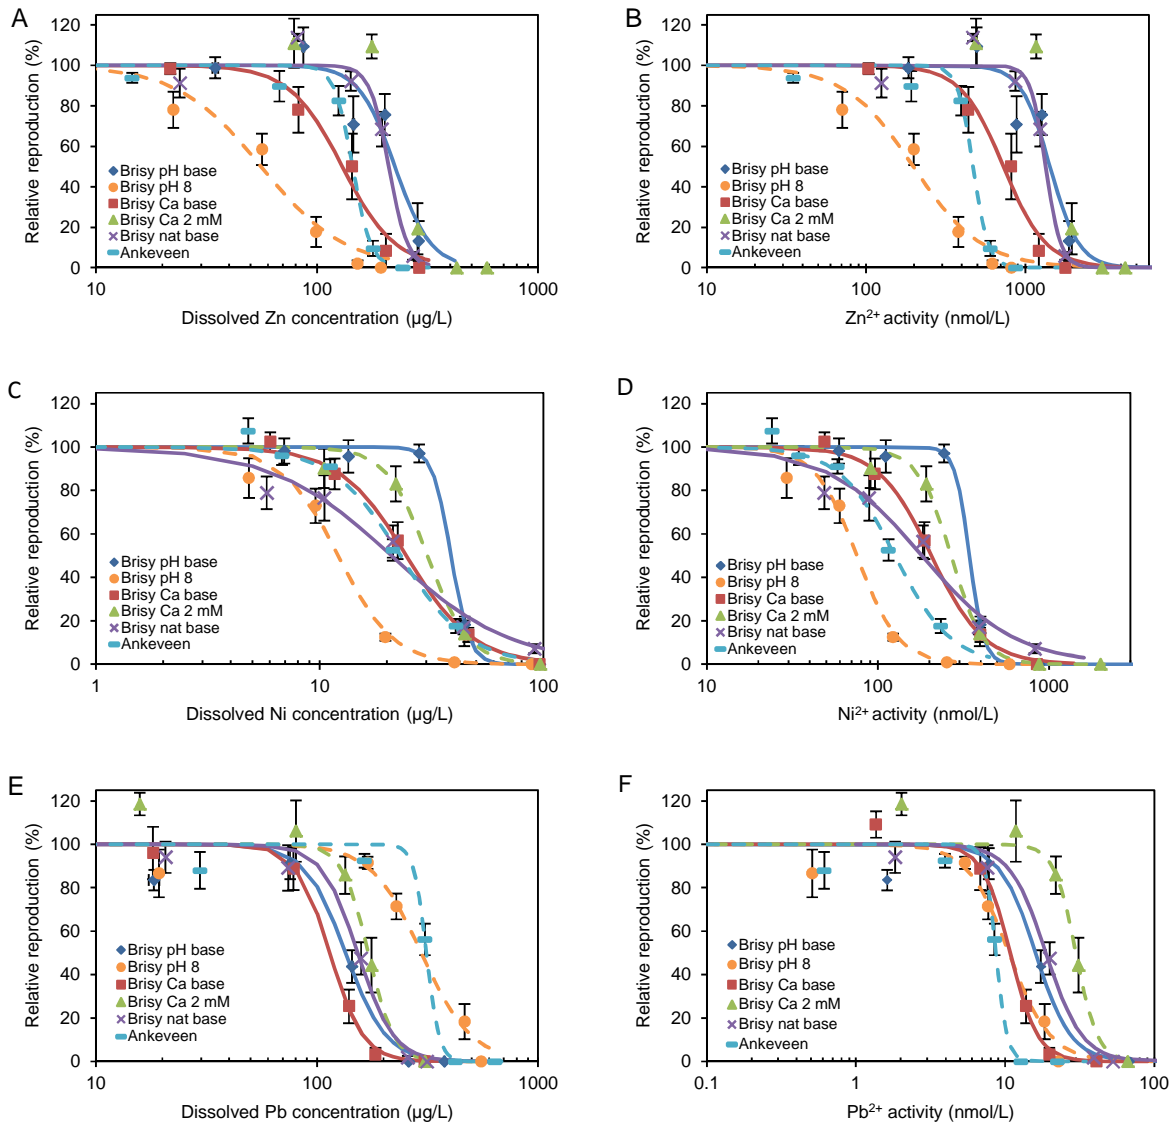 A
Relative reproduction (%)
120
100
80
60
40
20
0
Brisy pH base
Brisy pH 8
Brisy Ca base
Brisy Ca 2 mM
Brisy nat base
Ankeveen
10 100 1000
Dissolved Zn concentration (µg/L)
B
Relative reproduction (%)
120
100
80
60
40
20
0
Brisy pH base
Brisy pH 8
Brisy Ca base
Brisy Ca 2 mM
Brisy nat base
Ankeveen
10 100 1000
Zn²⁺ activity (nmol/L)
C
Relative reproduction (%)
120
100
80
60
40
20
0
Brisy pH base
Brisy pH 8
Brisy Ca base
Brisy Ca 2 mM
Brisy nat base
Ankeveen
1 10 100
Dissolved Ni concentration (µg/L)
D
Relative reproduction (%)
120
100
80
60
40
20
0
Brisy pH base
Brisy pH 8
Brisy Ca base
Brisy Ca 2 mM
Brisy nat base
Ankeveen
10 100 1000
Ni²⁺ activity (nmol/L)
E
Relative reproduction (%)
120
100
80
60
40
20
0
Brisy pH base
Brisy pH 8
Brisy Ca base
Brisy Ca 2 mM
Brisy nat base
Ankeveen
10 100 1000
Dissolved Pb concentration (µg/L)
F
Relative reproduction (%)
120
100
80
60
40
20
0
Brisy pH base
Brisy pH 8
Brisy Ca base
Brisy Ca 2 mM
Brisy nat base
Ankeveen
0.1 1 10 100
Pb²⁺ activity (nmol/L)